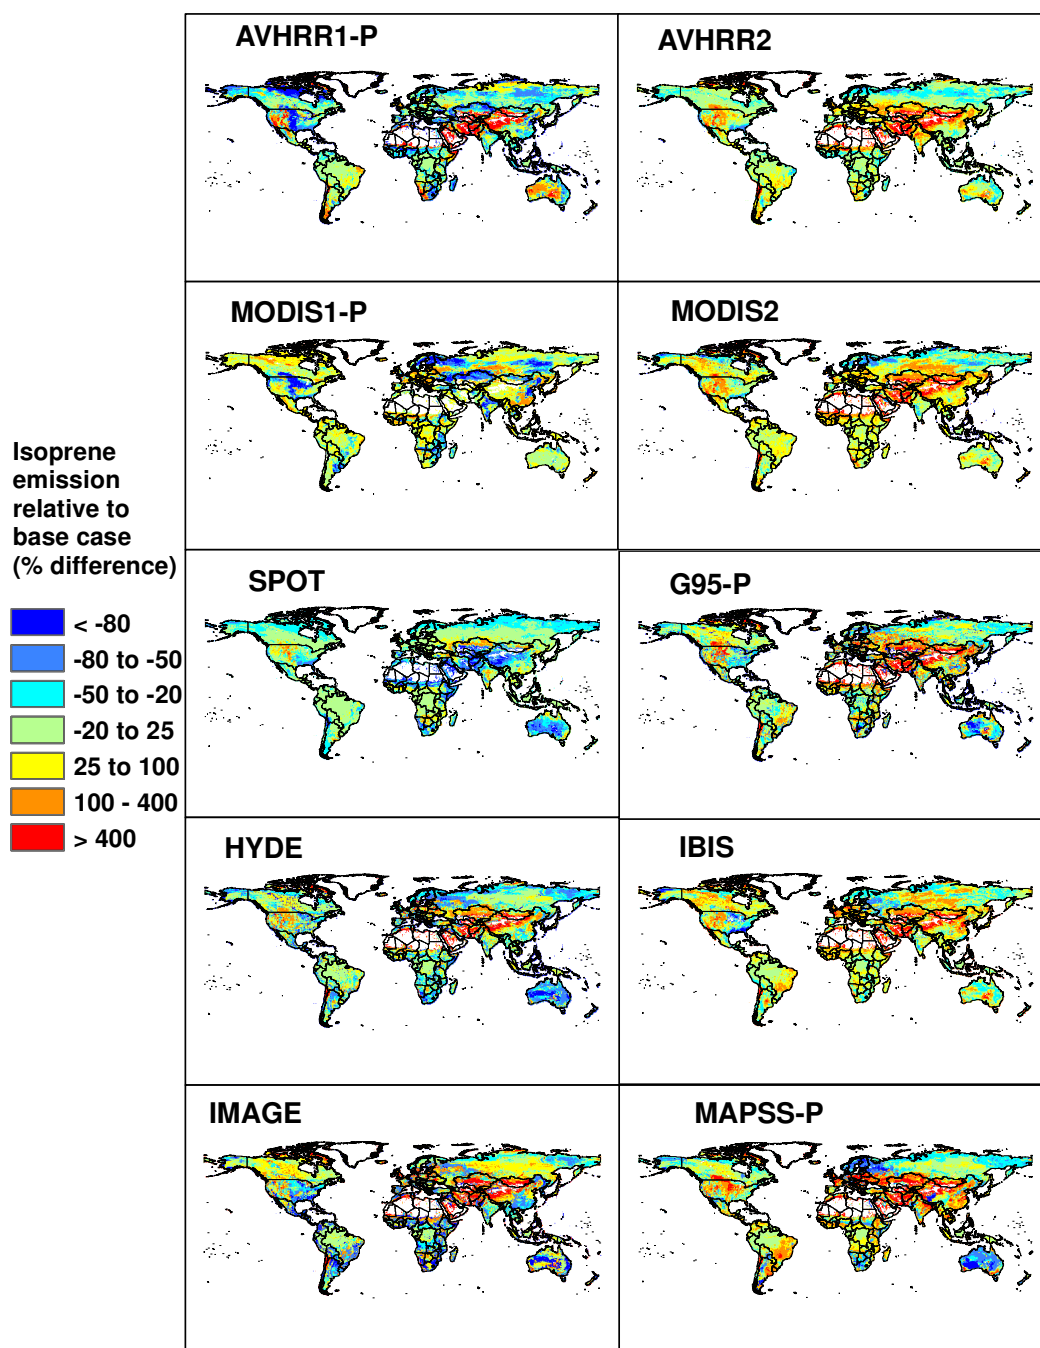 AVHRR1-P
AVHRR2
MODIS1-P
MODIS2
Isoprene
emission
relative to
base case
(% difference)
< -80
-80 to -50
-50 to -20
-20 to 25
25 to 100
100 - 400
> 400
SPOT
G95-P
HYDE
IBIS
IMAGE
MAPSS-P